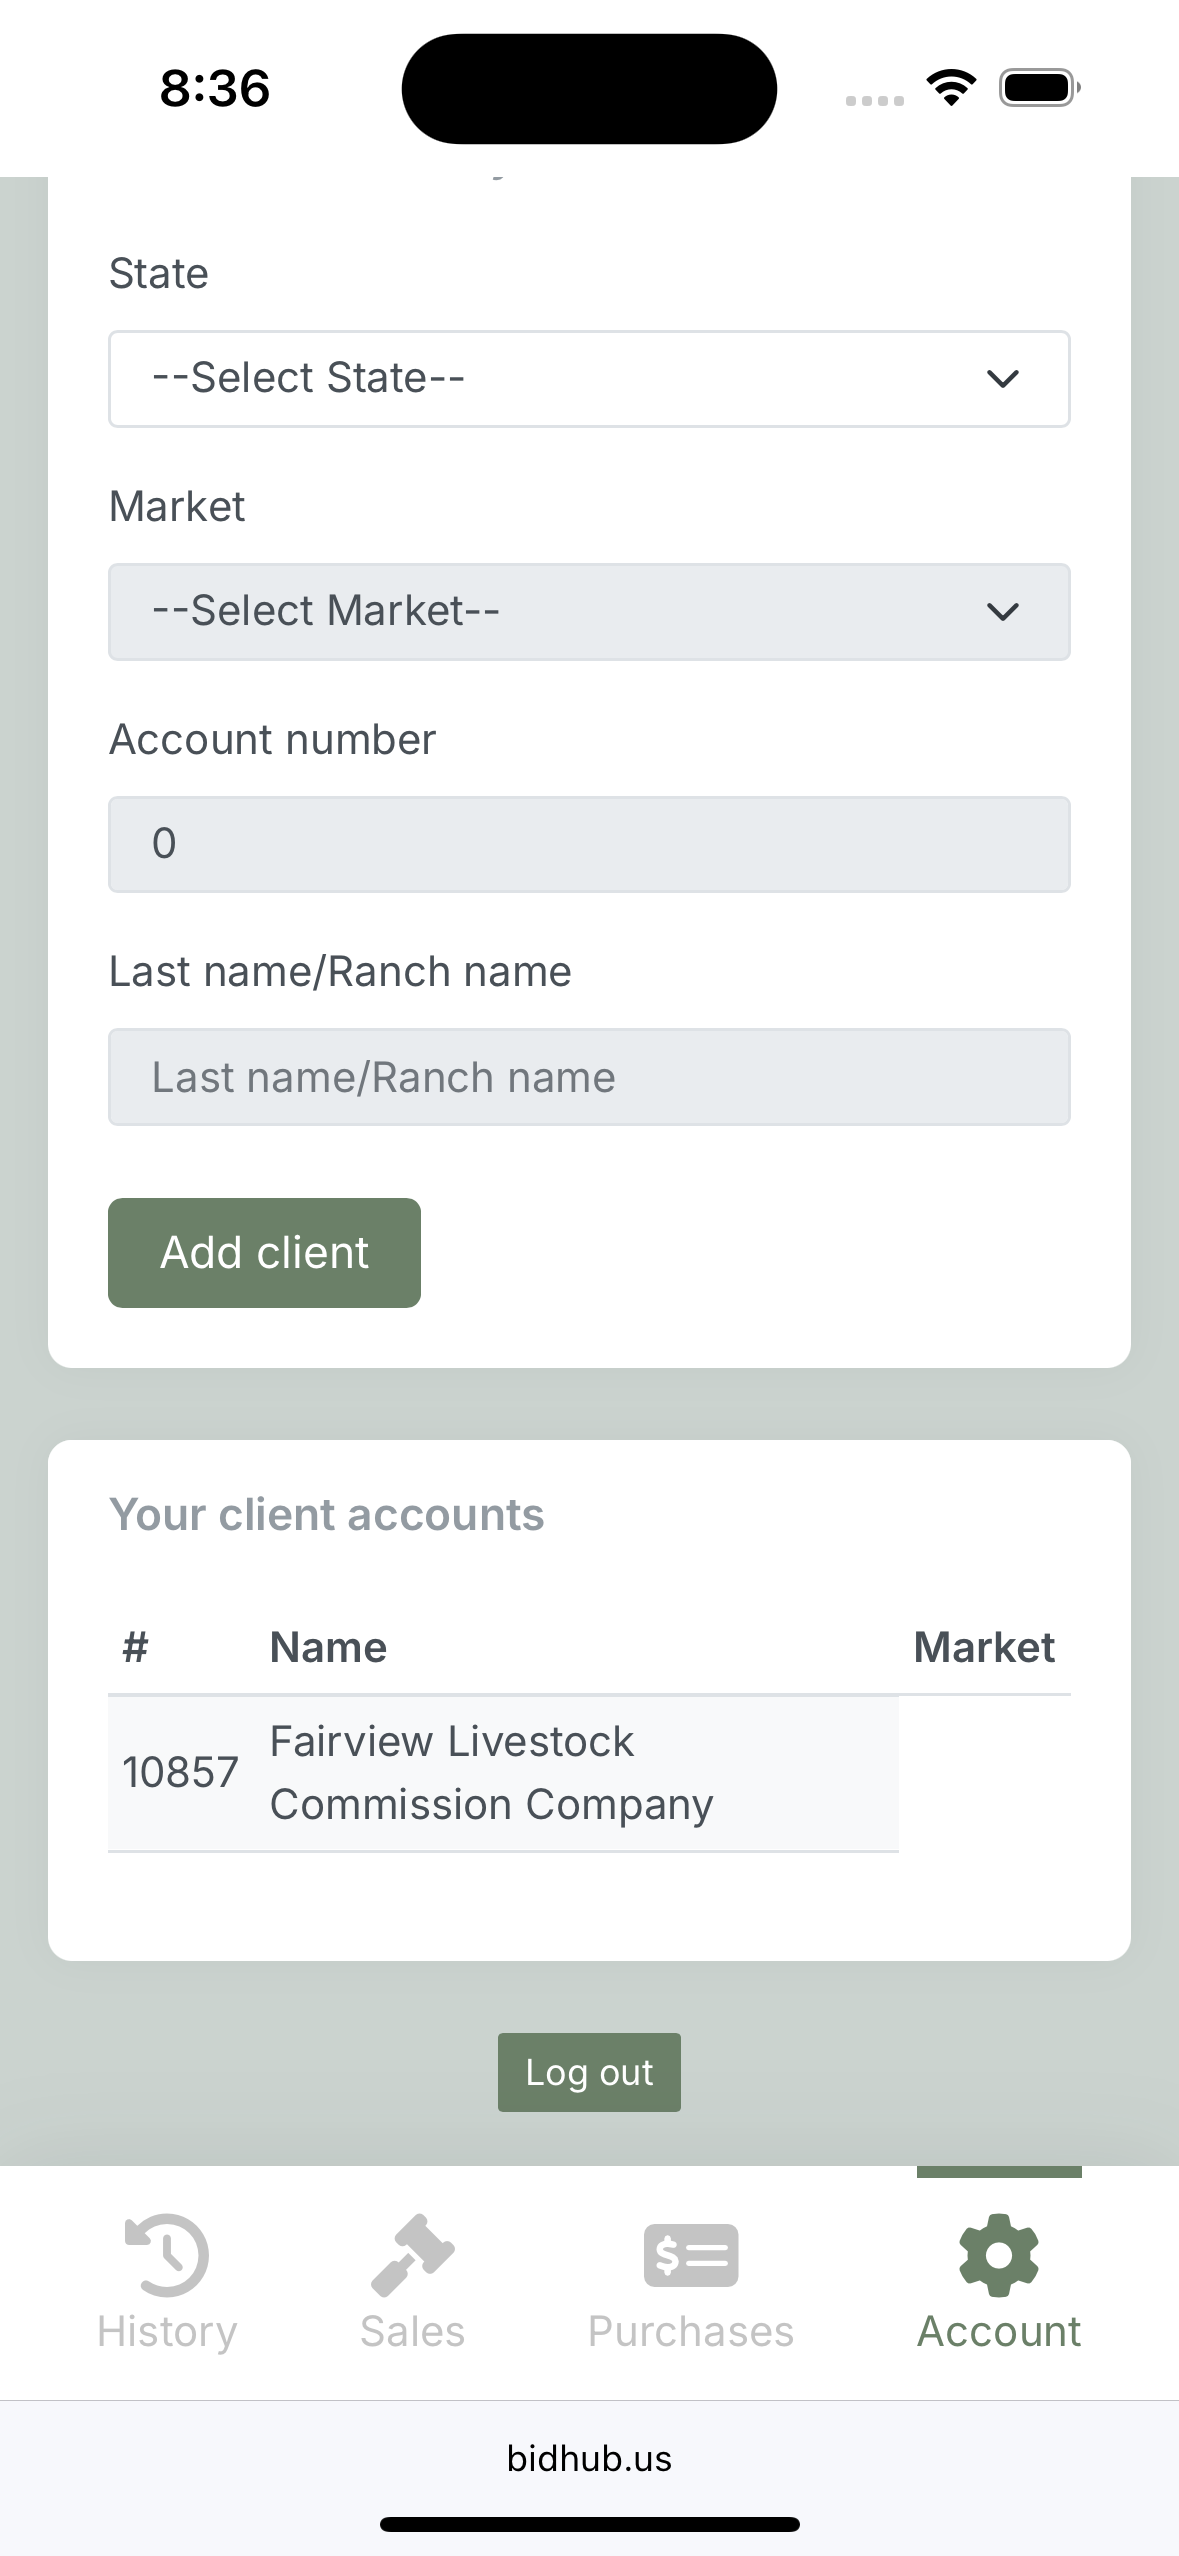 8:36
State
--Select State--
Market
--Select Market--
Account number
0
Last name/Ranch name
Last name/Ranch name
Add client
Your client accounts
# Name Market
10857 Fairview Livestock
Commission Company
Log out
History Sales Purchases Account
bidhub.us